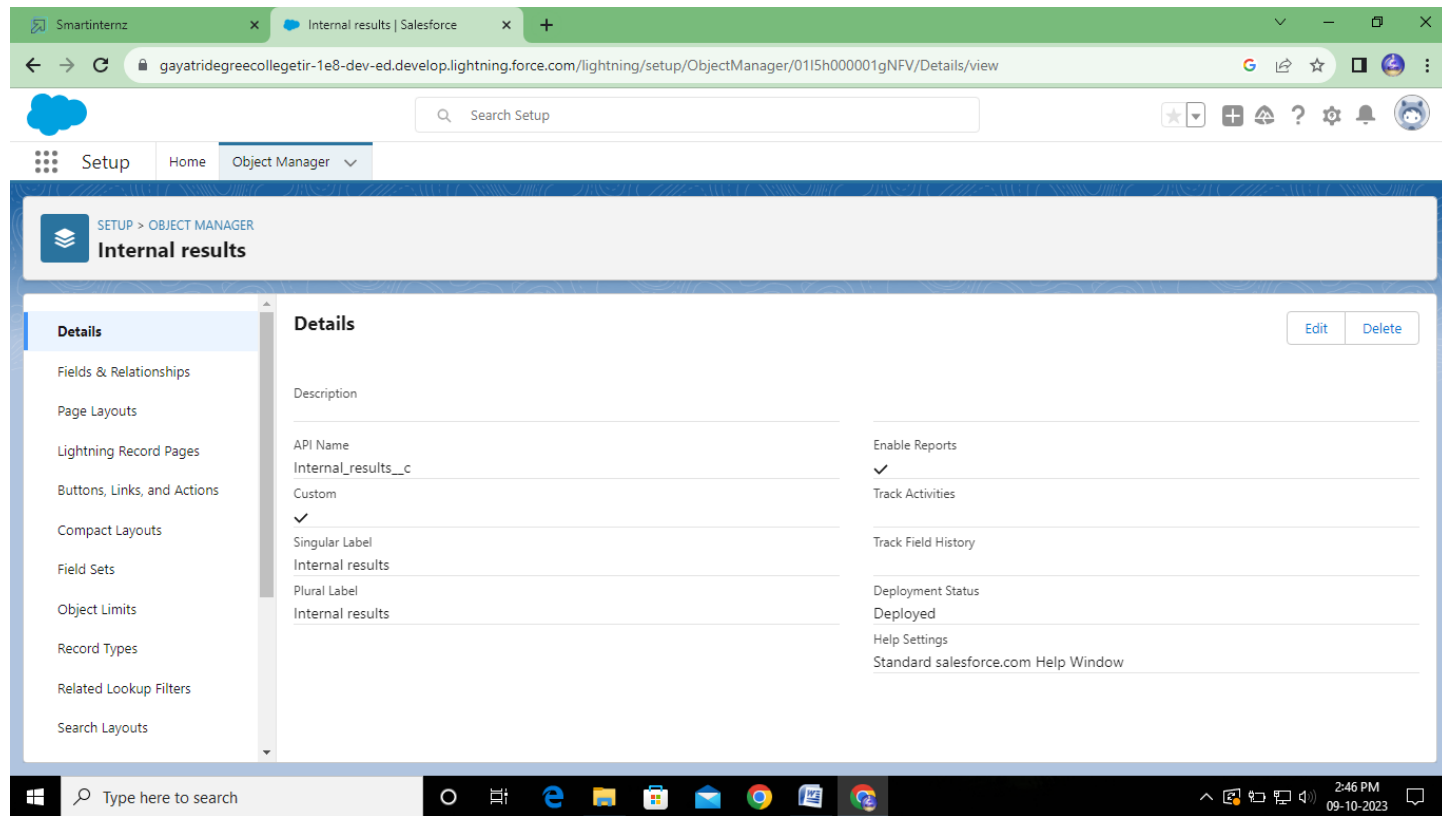 Smartinternz
Internal results | Salesforce
gayatridegreecollegetir-1e8-dev-ed.develop.lightning.force.com/lightning/setup/ObjectManager/01I5h000001gNFV/Details/view
Search Setup
Setup
Home
Object Manager
SETUP > OBJECT MANAGER
Internal results
Details
Fields & Relationships
Page Layouts
Lightning Record Pages
Buttons, Links, and Actions
Compact Layouts
Field Sets
Object Limits
Record Types
Related Lookup Filters
Search Layouts
Details
Edit
Delete
Description
API Name
Internal_results__c
Custom
Singular Label
Internal results
Plural Label
Internal results
Enable Reports
Track Activities
Track Field History
Deployment Status
Deployed
Help Settings
Standard salesforce.com Help Window
Type here to search
2:46 PM
09-10-2023